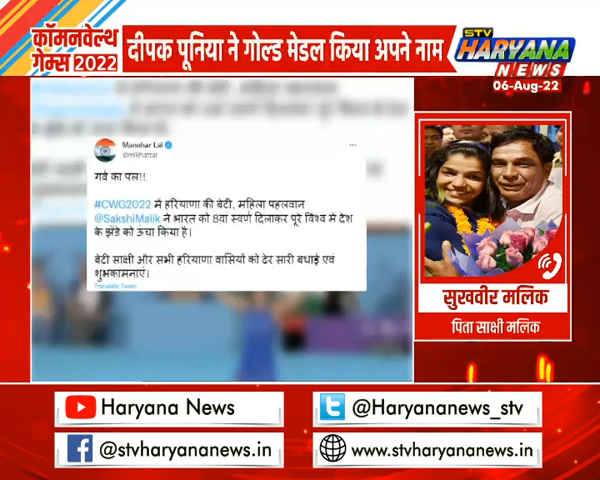 कॉमनवेल्थ
गेम्स 2022
दीपक पूनिया ने गोल्ड मेडल किया अपने नाम
STV
HARYANA
NEWS
06-Aug-22
Manohar Lal
@mlkhattar
गर्व का पल!!
#CWG2022 में हरियाणा की बेटी, महिला पहलवान
@SakshiMalik ने भारत को 8वां स्वर्ण दिलाकर पूरे विश्व में देश
के झंडे को ऊंचा किया है।
बेटी साक्षी और सभी हरियाणा वासियों को ढेर सारी बधाई एवं
शुभकामनाएं।
Translate Tweet
सुखवीर मलिक
पिता साक्षी मलिक
Haryana News
@Haryananews_stv
@stvharyananews.in
www.stvharyananews.in